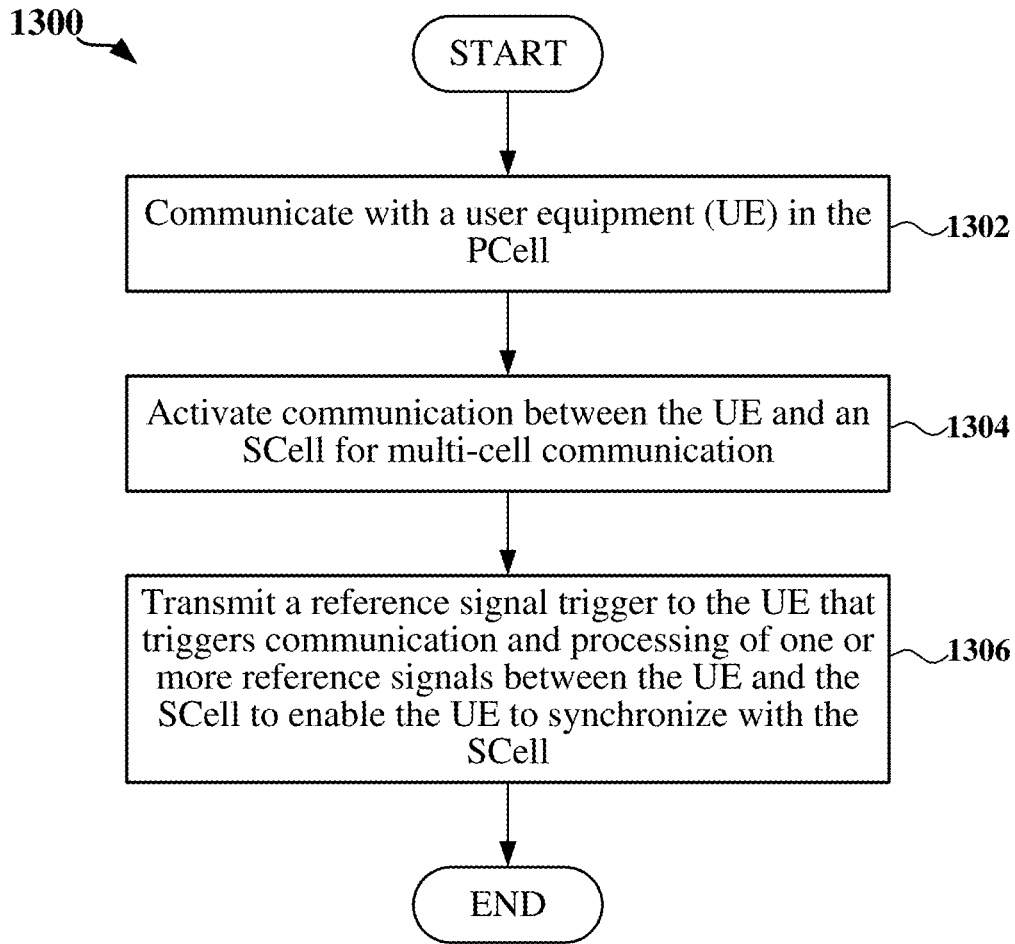 1300
START
Communicate with a user equipment (UE) in the
PCell
1302
Activate communication between the UE and an
SCell for multi-cell communication
1304
Transmit a reference signal trigger to the UE that
triggers communication and processing of one or
more reference signals between the UE and the
SCell to enable the UE to synchronize with the
SCell
1306
END